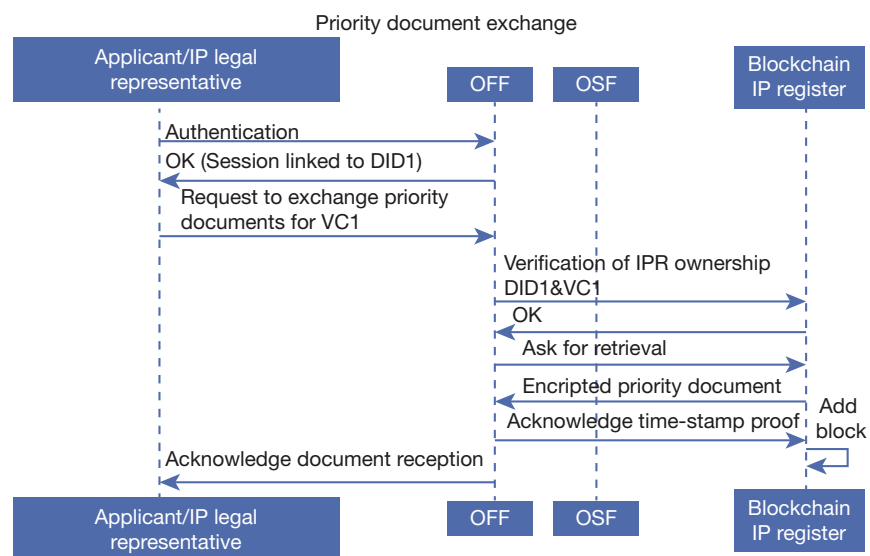 Priority document exchange
Applicant/IP legal
representative
OFF
OSF
Blockchain
IP register
Authentication
OK (Session linked to DID1)
Request to exchange priority
documents for VC1
Verification of IPR ownership
DID1&VC1
OK
Ask for retrieval
Encripted priority document
Acknowledge time-stamp proof
Add
block
Acknowledge document reception
Applicant/IP legal
representative
OFF
OSF
Blockchain
IP register